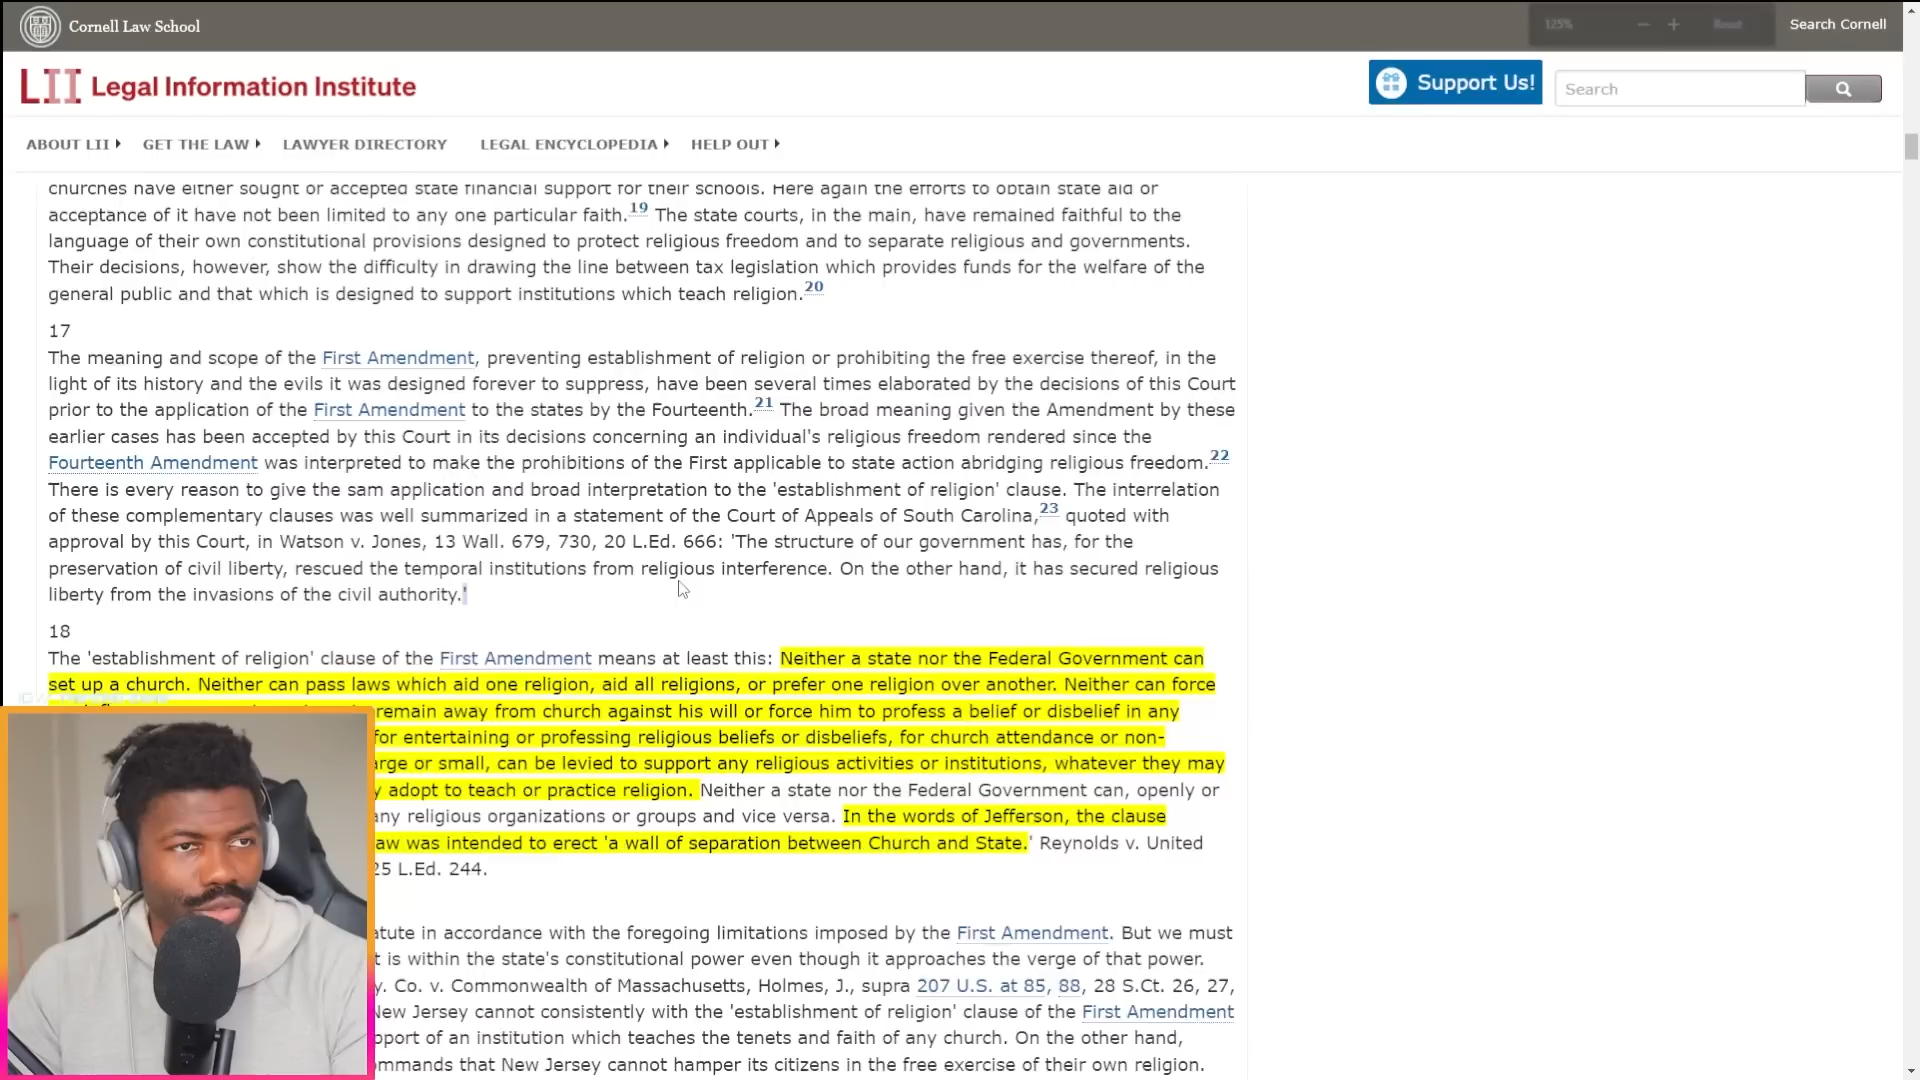 Cornell Law School
125%
Reset
Search Cornell
LII Legal Information Institute
Support Us!
Search
ABOUT LII
GET THE LAW
LAWYER DIRECTORY
LEGAL ENCYCLOPEDIA
HELP OUT
churches have either sought or accepted state financial support for their schools. Here again the efforts to obtain state aid or
acceptance of it have not been limited to any one particular faith.19 The state courts, in the main, have remained faithful to the
language of their own constitutional provisions designed to protect religious freedom and to separate religious and governments.
Their decisions, however, show the difficulty in drawing the line between tax legislation which provides funds for the welfare of the
general public and that which is designed to support institutions which teach religion.20
17
The meaning and scope of the First Amendment, preventing establishment of religion or prohibiting the free exercise thereof, in the
light of its history and the evils it was designed forever to suppress, have been several times elaborated by the decisions of this Court
prior to the application of the First Amendment to the states by the Fourteenth.21 The broad meaning given the Amendment by these
earlier cases has been accepted by this Court in its decisions concerning an individual's religious freedom rendered since the
Fourteenth Amendment was interpreted to make the prohibitions of the First applicable to state action abridging religious freedom.22
There is every reason to give the sam application and broad interpretation to the 'establishment of religion' clause. The interrelation
of these complementary clauses was well summarized in a statement of the Court of Appeals of South Carolina,23 quoted with
approval by this Court, in Watson v. Jones, 13 Wall. 679, 730, 20 L.Ed. 666: 'The structure of our government has, for the
preservation of civil liberty, rescued the temporal institutions from religious interference. On the other hand, it has secured religious
liberty from the invasions of the civil authority.'
18
The 'establishment of religion' clause of the First Amendment means at least this: Neither a state nor the Federal Government can
set up a church. Neither can pass laws which aid one religion, aid all religions, or prefer one religion over another. Neither can force
remain away from church against his will or force him to profess a belief or disbelief in any
for entertaining or professing religious beliefs or disbeliefs, for church attendance or non-
arge or small, can be levied to support any religious activities or institutions, whatever they may
y adopt to teach or practice religion. Neither a state nor the Federal Government can, openly or
any religious organizations or groups and vice versa. In the words of Jefferson, the clause
aw was intended to erect 'a wall of separation between Church and State.' Reynolds v. United
25 L.Ed. 244.
atute in accordance with the foregoing limitations imposed by the First Amendment. But we must
t is within the state's constitutional power even though it approaches the verge of that power.
y. Co. v. Commonwealth of Massachusetts, Holmes, J., supra 207 U.S. at 85, 88, 28 S.Ct. 26, 27,
New Jersey cannot consistently with the 'establishment of religion' clause of the First Amendment
pport of an institution which teaches the tenets and faith of any church. On the other hand,
mmands that New Jersey cannot hamper its citizens in the free exercise of their own religion.